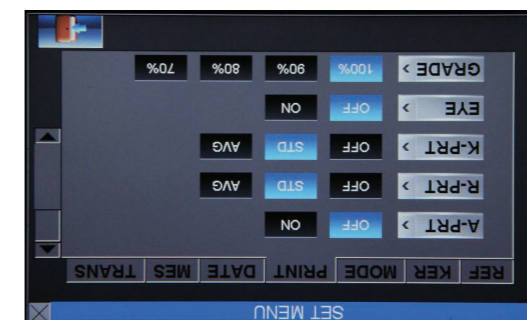 SET MENU
REF KER MODE PRINT DATE MES TRANS
A-PRT > OFF ON
R-PRT > OFF STD AVG
K-PRT > OFF STD AVG
EYE > OFF ON
GRADE > 100% 90% 80% 70%